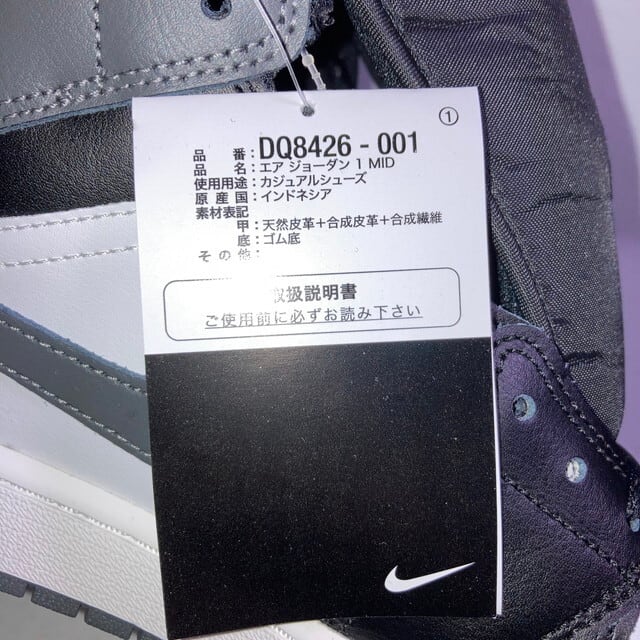 ①
品番:DQ8426-001
品名:エア ジョーダン 1 MID
使用用途:カジュアルシューズ
原産国:インドネシア
素材表記
甲:天然皮革+合成皮革+合成繊維
底:ゴム底
その他:
取扱説明書
ご使用前に必ずお読み下さい